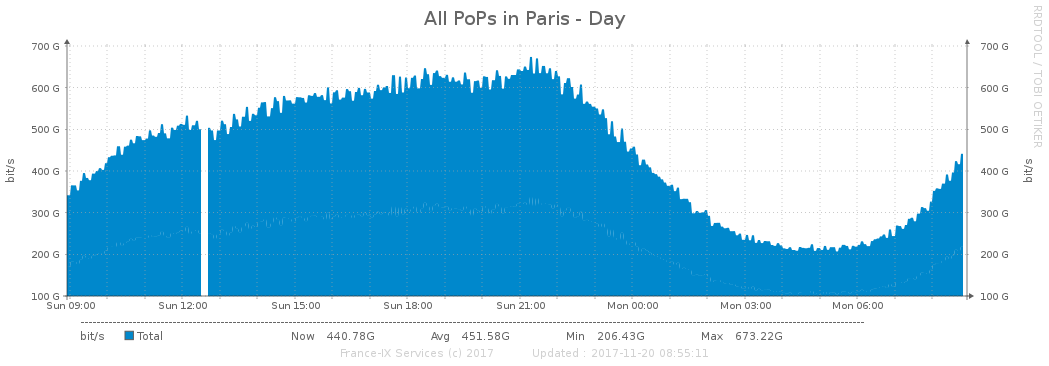 All PoPs in Paris - Day
RRDTOOL / TOBI OETIKER
bit/s
700 G
600 G
500 G
400 G
300 G
200 G
100 G
700 G
600 G
500 G
400 G
300 G
200 G
100 G
bit/s
Sun 09:00 Sun 12:00 Sun 15:00 Sun 18:00 Sun 21:00 Mon 00:00 Mon 03:00 Mon 06:00
bit/s Total Now 440.78G Avg 451.58G Min 206.43G Max 673.22G
France-IX Services (c) 2017 Updated : 2017-11-20 08:55:11